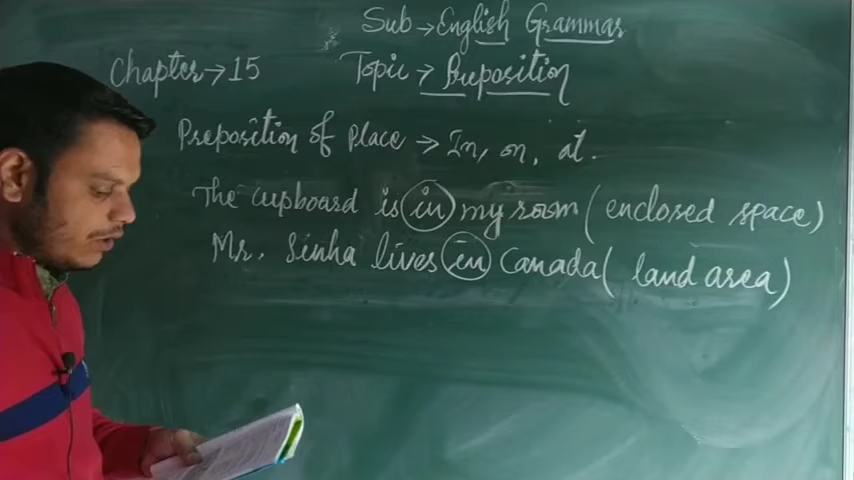 Sub → English Grammar
Chapter → 15 Topic → Preposition
Preposition of Place → In, on, at.
The cupboard is in my room (enclosed space)
Mr. Sinha lives in Canada (land area)